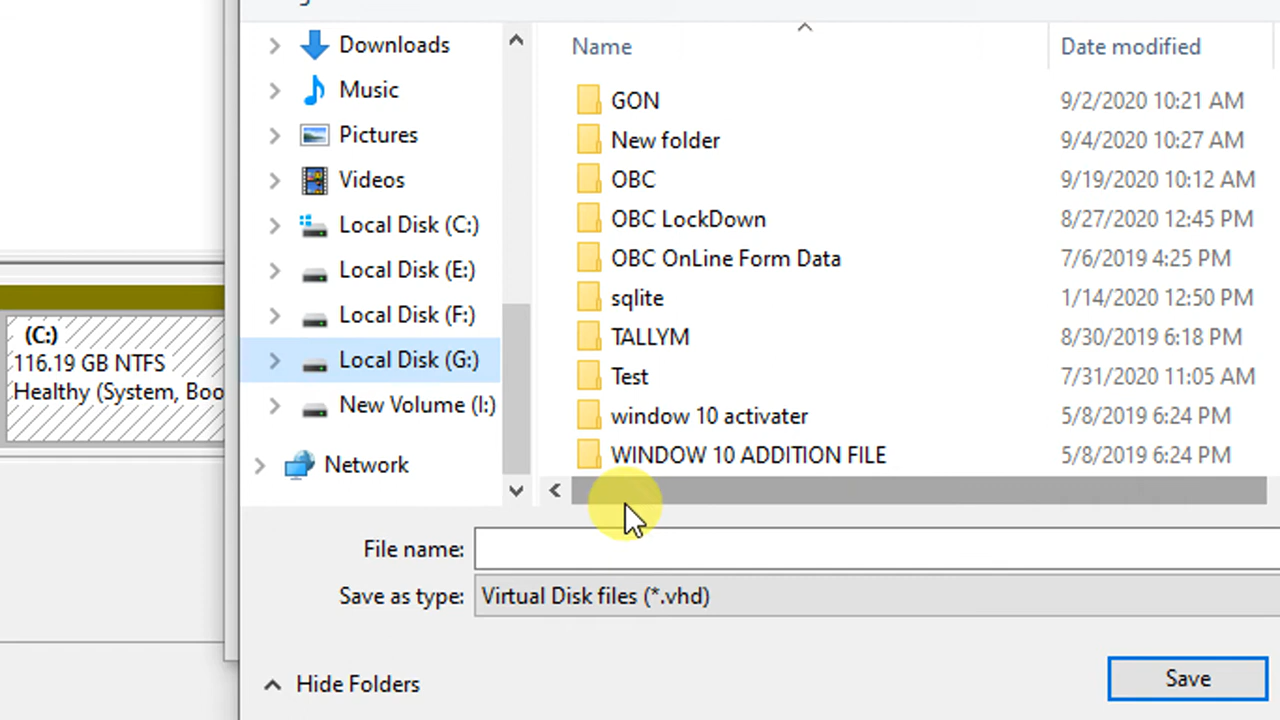 Downloads
Music
Pictures
Videos
Local Disk (C:)
Local Disk (E:)
Local Disk (F:)
Local Disk (G:)
New Volume (I:)
Network
Name Date modified
GON 9/2/2020 10:21 AM
New folder 9/4/2020 10:27 AM
OBC 9/19/2020 10:12 AM
OBC LockDown 8/27/2020 12:45 PM
OBC OnLine Form Data 7/6/2019 4:25 PM
sqlite 1/14/2020 12:50 PM
TALLYM 8/30/2019 6:18 PM
Test 7/31/2020 11:05 AM
window 10 activater 5/8/2019 6:24 PM
WINDOW 10 ADDITION FILE 5/8/2019 6:24 PM
(C:)
116.19 GB NTFS
Healthy (System, Boo
File name:
Save as type: Virtual Disk files (*.vhd)
Hide Folders Save